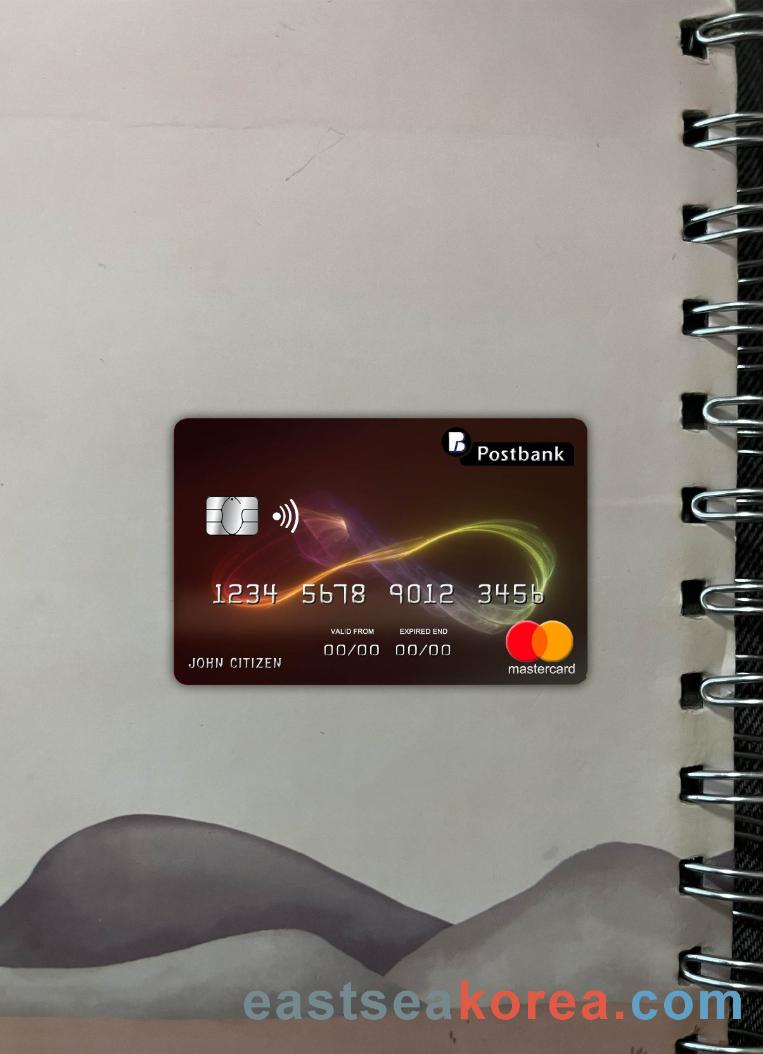 Postbank
1234 5678 9012 3456
VALID FROM EXPIRED END
00/00 00/00
JOHN CITIZEN
mastercard
eastseakorea.com